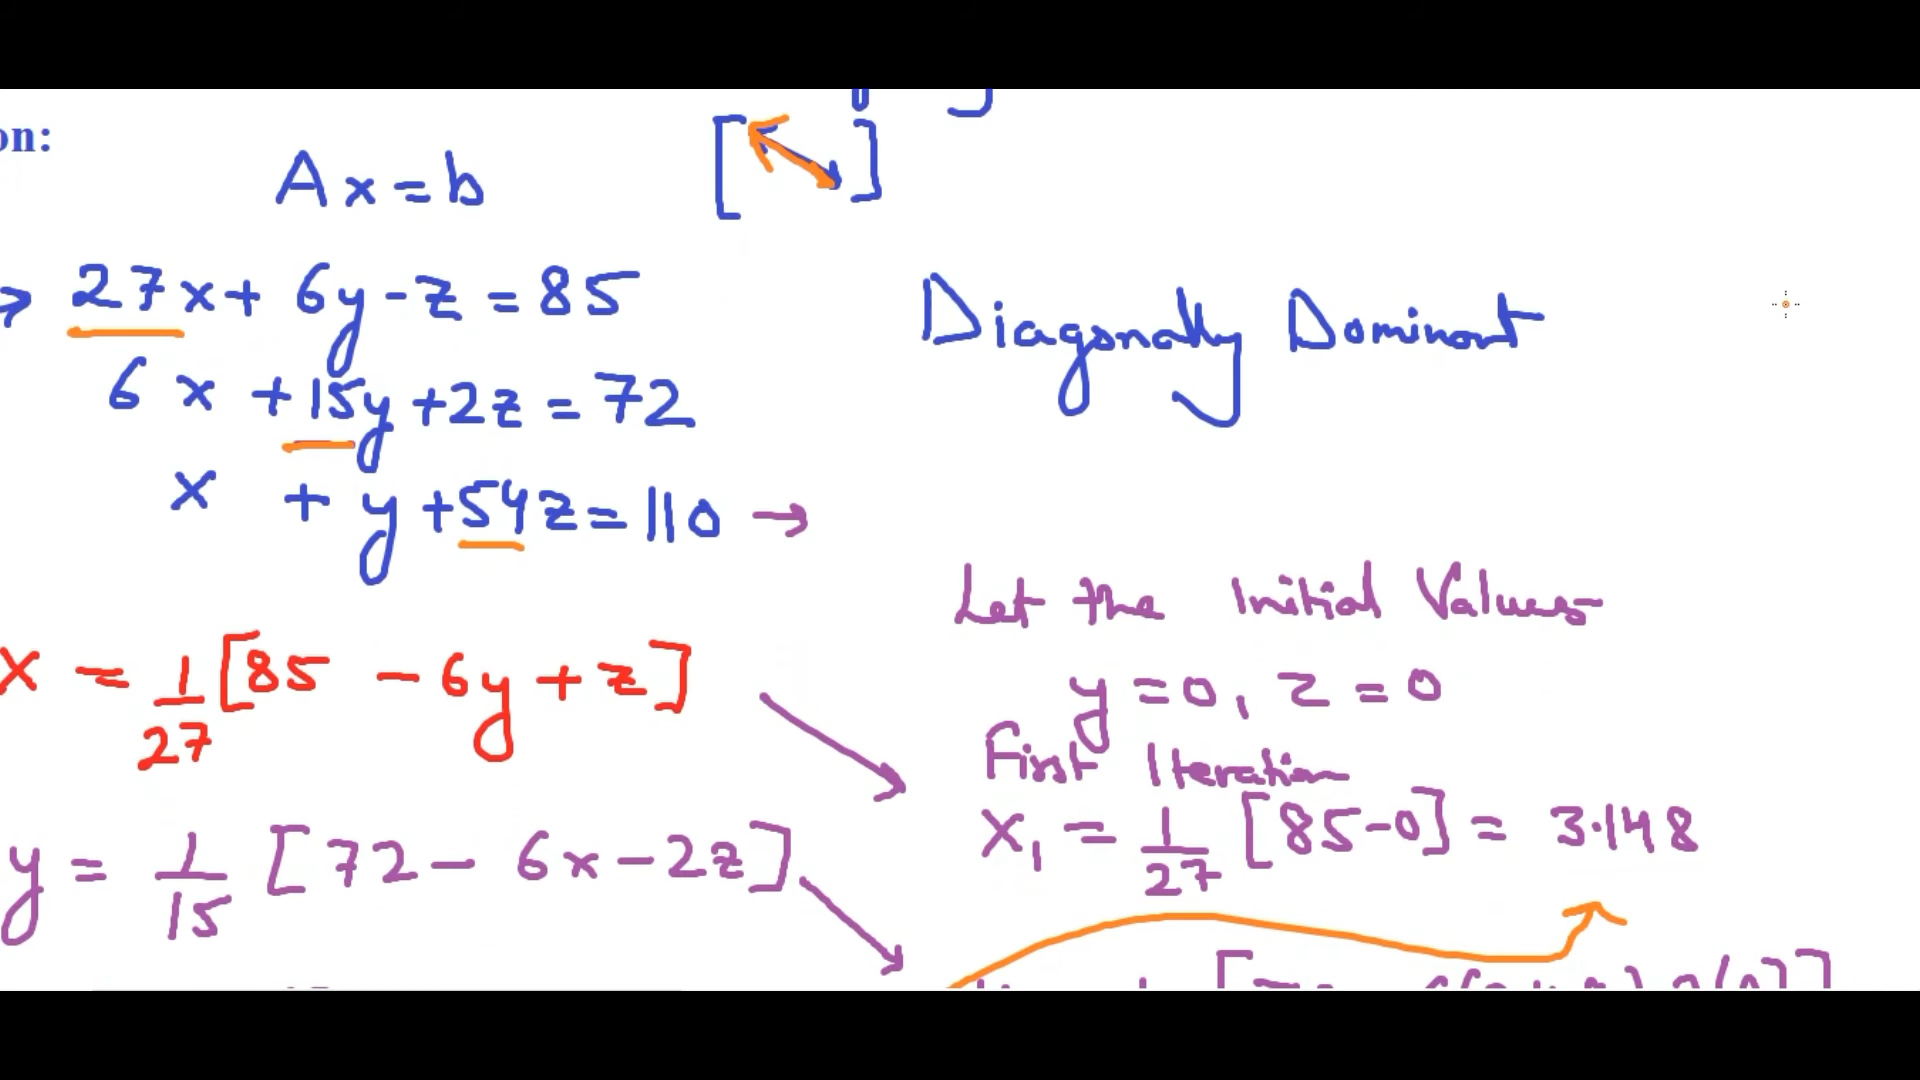 on:
Ax=b
27x+ 6y-z=85
6x+15y+2z=72
x + y+54z=110 →
Diagonally Dominant
x = 1/27 [85 - 6y + z]
y = 1/15 [72 - 6x - 2z]
Let the Initial Values
y=0, z=0
First Iteration
x₁ = 1/27 [85-0] = 3.148